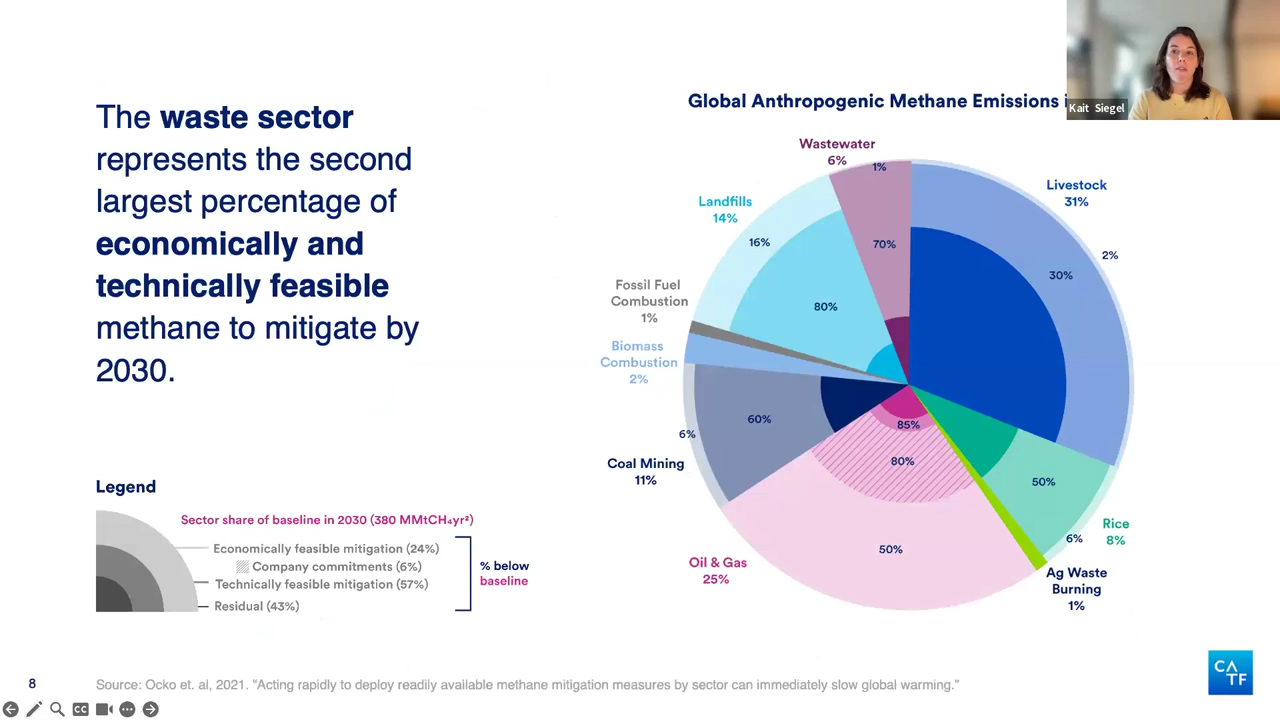 The waste sector
represents the second
largest percentage of
economically and
technically feasible
methane to mitigate by
2030.
Legend
Sector share of baseline in 2030 (380 MMtCH₄yr²)
Economically feasible mitigation (24%)
Company commitments (6%)
Technically feasible mitigation (57%)
Residual (43%)
% below
baseline
Global Anthropogenic Methane Emissions
Kait Siegel
Wastewater
6%
1%
70%
Livestock
31%
2%
30%
Landfills
14%
16%
80%
Fossil Fuel
Combustion
1%
Biomass
Combustion
2%
60%
6%
Coal Mining
11%
85%
80%
50%
Oil & Gas
25%
50%
Rice
8%
6%
Ag Waste
Burning
1%
8
Source: Ocko et. al, 2021. “Acting rapidly to deploy readily available methane mitigation measures by sector can immediately slow global warming.”
CC
CATF